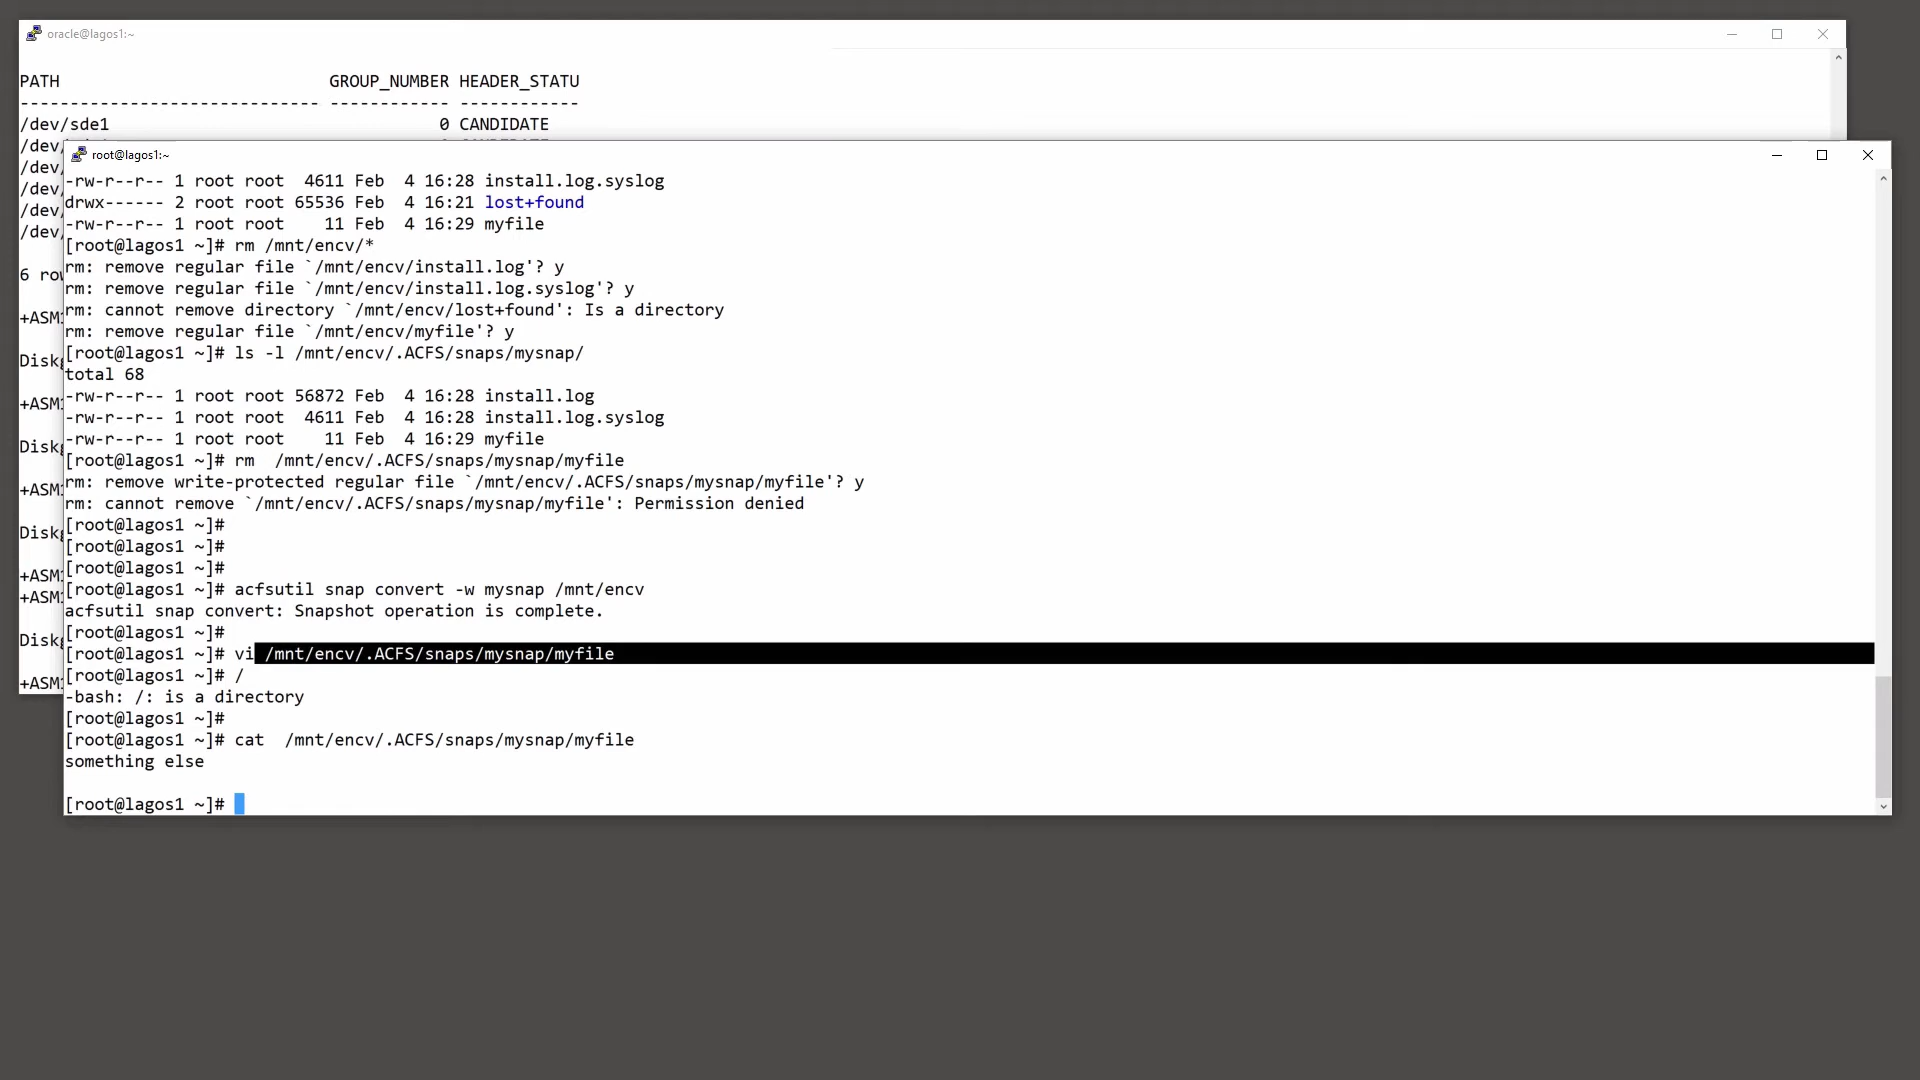 oracle@lagos1:~
PATH                           GROUP_NUMBER HEADER_STATU
------------------------------ ------------ ------------
/dev/sde1                                 0 CANDIDATE
/dev/
/dev/
/dev/
/dev/
/dev/
6 row
+ASM1
Diskg
+ASM1
Diskg
+ASM1
Diskg
+ASM1
+ASM1
Diskg
+ASM1
root@lagos1:~
-rw-r--r-- 1 root root  4611 Feb  4 16:28 install.log.syslog
drwx------ 2 root root 65536 Feb  4 16:21 lost+found
-rw-r--r-- 1 root root    11 Feb  4 16:29 myfile
[root@lagos1 ~]# rm /mnt/encv/*
rm: remove regular file `/mnt/encv/install.log'? y
rm: remove regular file `/mnt/encv/install.log.syslog'? y
rm: cannot remove directory `/mnt/encv/lost+found': Is a directory
rm: remove regular file `/mnt/encv/myfile'? y
[root@lagos1 ~]# ls -l /mnt/encv/.ACFS/snaps/mysnap/
total 68
-rw-r--r-- 1 root root 56872 Feb  4 16:28 install.log
-rw-r--r-- 1 root root  4611 Feb  4 16:28 install.log.syslog
-rw-r--r-- 1 root root    11 Feb  4 16:29 myfile
[root@lagos1 ~]# rm  /mnt/encv/.ACFS/snaps/mysnap/myfile
rm: remove write-protected regular file `/mnt/encv/.ACFS/snaps/mysnap/myfile'? y
rm: cannot remove `/mnt/encv/.ACFS/snaps/mysnap/myfile': Permission denied
[root@lagos1 ~]#
[root@lagos1 ~]#
[root@lagos1 ~]#
[root@lagos1 ~]# acfsutil snap convert -w mysnap /mnt/encv
acfsutil snap convert: Snapshot operation is complete.
[root@lagos1 ~]#
[root@lagos1 ~]# vi /mnt/encv/.ACFS/snaps/mysnap/myfile
[root@lagos1 ~]# /
-bash: /: is a directory
[root@lagos1 ~]#
[root@lagos1 ~]# cat  /mnt/encv/.ACFS/snaps/mysnap/myfile
something else
[root@lagos1 ~]#